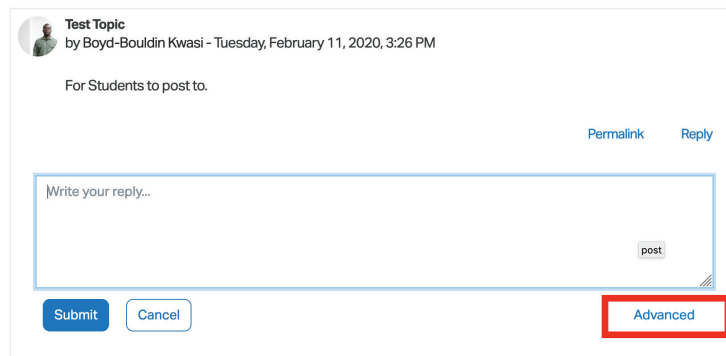 Test Topic
by Boyd-Bouldin Kwasi - Tuesday, February 11, 2020, 3:26 PM
For Students to post to.
Permalink Reply
Write your reply...
post
Submit Cancel Advanced